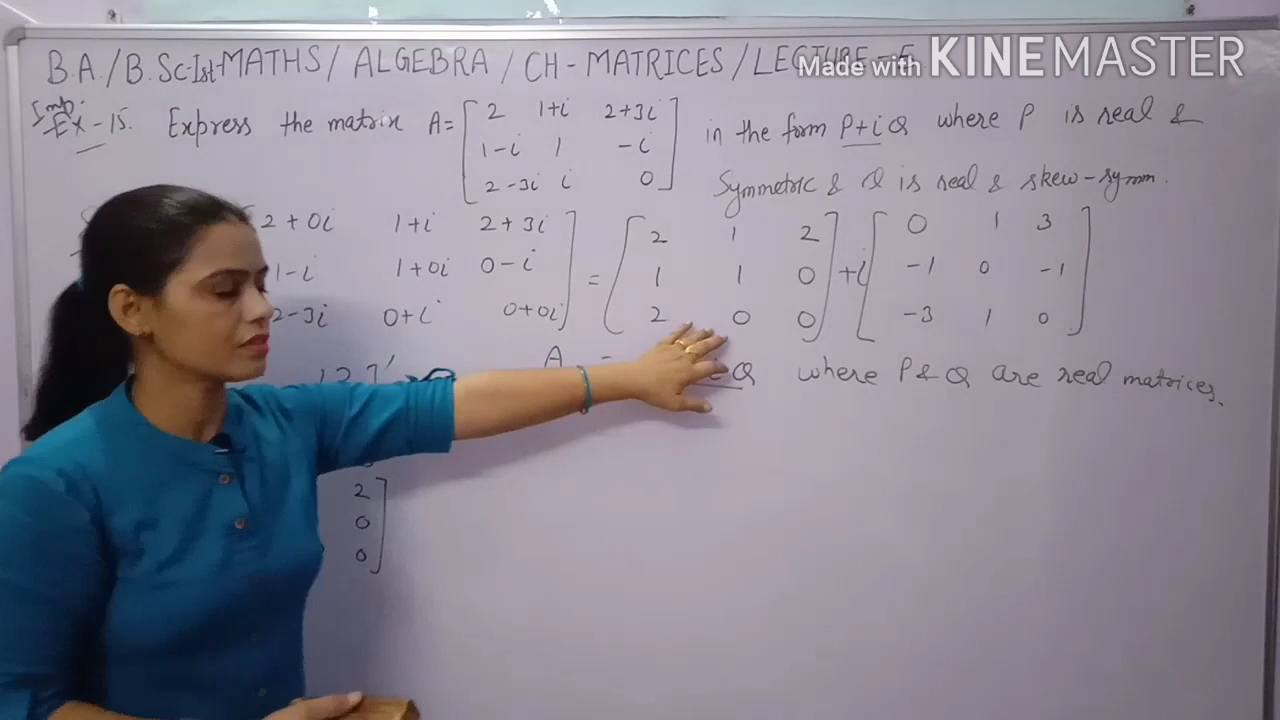 B.A./B.Sc-Ist-MATHS/ ALGEBRA / CH- MATRICES / LECTURE-5
Made with KINEMASTER
Imp.
Ex-15. Express the matrix A= [ 2 1+i 2+3i ] in the form P+iQ where P is real &
1-i 1 -i
2-3i i 0 Symmetric & Q is real & skew-symm.
2+0i 1+i 2+3i ] = [ 2 1 2 ] +i [ 0 1 3 ]
1-i 1+0i 0-i 1 1 0 -1 0 -1
2-3i 0+i 0+0i 2 0 0 -3 1 0
A = Q where P & Q are real matrices.
1 2 ]'
2 ]
0
0